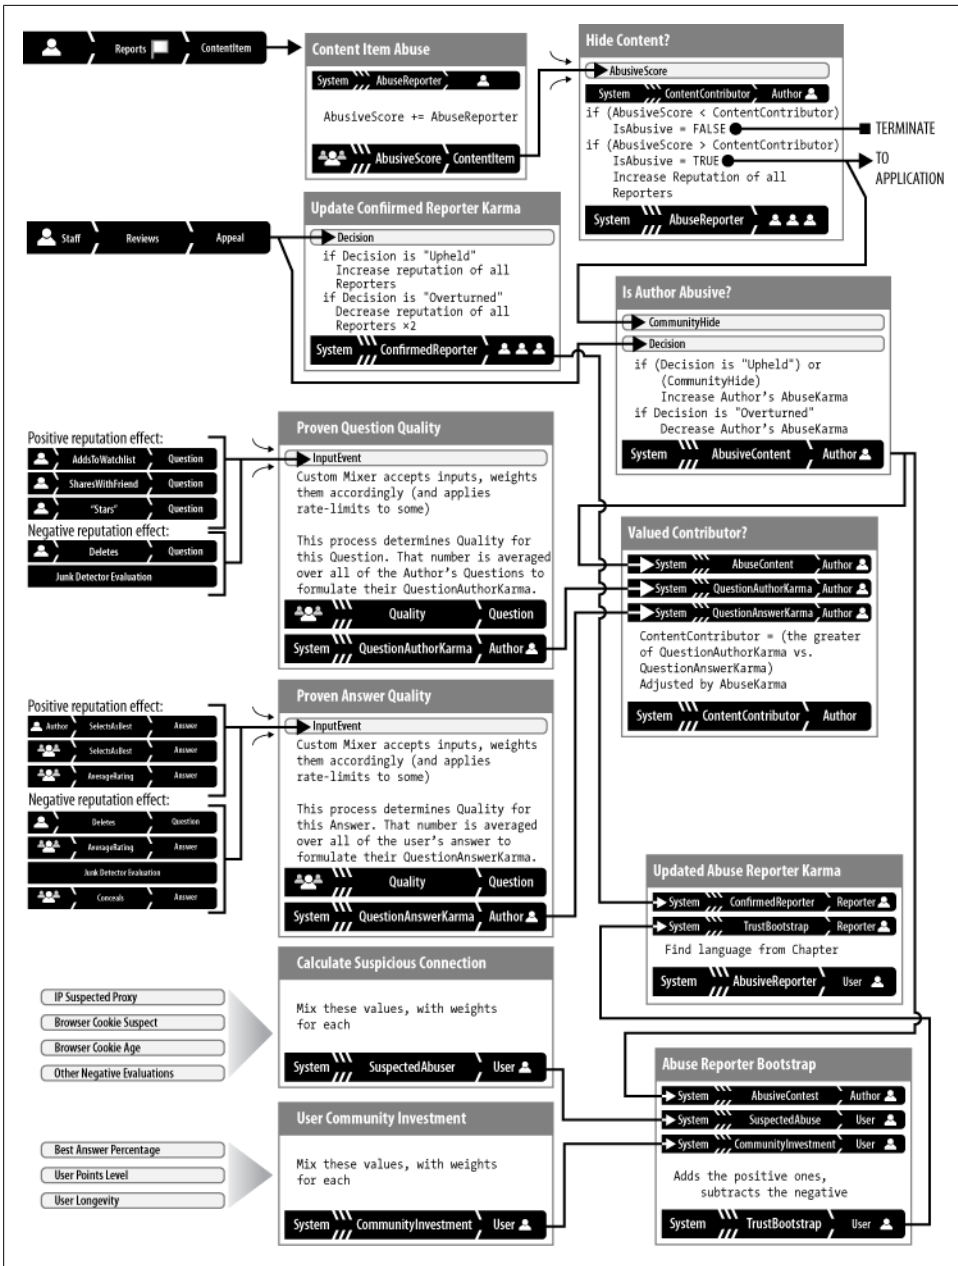 Reports ContentItem
Content Item Abuse
System AbuseReporter
AbusiveScore += AbuseReporter
AbusiveScore ContentItem
Hide Content?
AbusiveScore
System ContentContributor Author
if (AbusiveScore < ContentContributor)
IsAbusive = FALSE
TERMINATE
if (AbusiveScore > ContentContributor)
IsAbusive = TRUE
TO
APPLICATION
Increase Reputation of all
Reporters
System AbuseReporter
Staff Reviews Appeal
Update Confiirmed Reporter Karma
Decision
if Decision is "Upheld"
Increase reputation of all
Reporters
if Decision is "Overturned"
Decrease reputation of all
Reporters ×2
System ConfirmedReporter
Is Author Abusive?
CommunityHide
Decision
if (Decision is "Upheld") or
(CommunityHide)
Increase Author's AbuseKarma
if Decision is "Overturned"
Decrease Author's AbuseKarma
System AbusiveContent Author
Positive reputation effect:
AddsToWatchlist Question
SharesWithFriend Question
"Stars" Question
Negative reputation effect:
Deletes Question
Junk Detector Evaluation
Proven Question Quality
InputEvent
Custom Mixer accepts inputs, weights
them accordingly (and applies
rate-limits to some)
This process determines Quality for
this Question. That number is averaged
over all of the Author's Questions to
formulate their QuestionAuthorKarma.
Quality Question
System QuestionAuthorKarma Author
Valued Contributor?
System AbuseContent Author
System QuestionAuthorKarma Author
System QuestionAnswerKarma Author
ContentContributor = (the greater
of QuestionAuthorKarma vs.
QuestionAnswerKarma)
Adjusted by AbuseKarma
System ContentContributor Author
Positive reputation effect:
Author SelectsAsBest Answer
SelectsAsBest Answer
AverageRating Answer
Negative reputation effect:
Deletes Question
AverageRating Answer
Junk Detector Evaluation
Conceals Answer
Proven Answer Quality
InputEvent
Custom Mixer accepts inputs, weights
them accordingly (and applies
rate-limits to some)
This process determines Quality for
this Answer. That number is averaged
over all of the user's answer to
formulate their QuestionAnswerKarma.
Quality Question
System QuestionAnswerKarma Author
Updated Abuse Reporter Karma
System ConfirmedReporter Reporter
System TrustBootstrap Reporter
Find language from Chapter
System AbusiveReporter User
IP Suspected Proxy
Browser Cookie Suspect
Browser Cookie Age
Other Negative Evaluations
Calculate Suspicious Connection
Mix these values, with weights
for each
System SuspectedAbuser User
Best Answer Percentage
User Points Level
User Longevity
User Community Investment
Mix these values, with weights
for each
System CommunityInvestment User
Abuse Reporter Bootstrap
System AbusiveContest Author
System SuspectedAbuse User
System CommunityInvestment User
Adds the positive ones,
subtracts the negative
System TrustBootstrap User